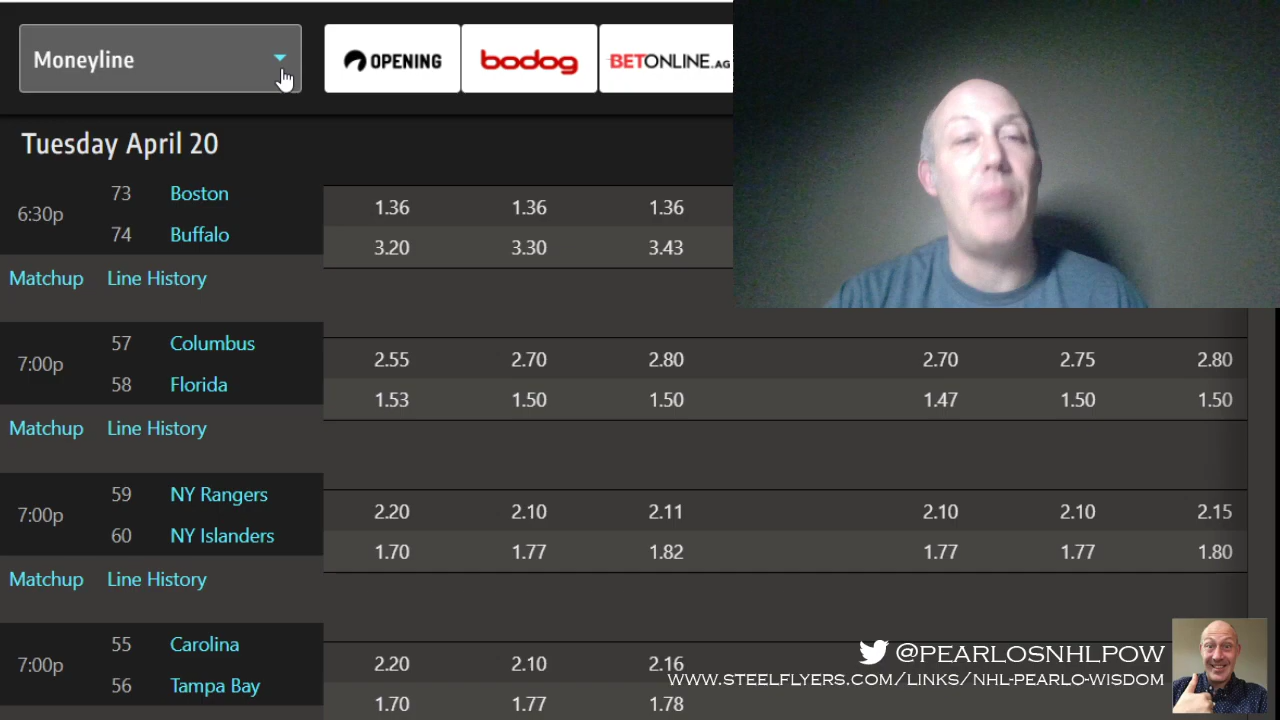 Moneyline
OPENING
bodog
BETONLINE.AG
Tuesday April 20
6:30p 73 Boston 1.36 1.36 1.36
74 Buffalo 3.20 3.30 3.43
Matchup Line History
7:00p 57 Columbus 2.55 2.70 2.80 2.70 2.75 2.80
58 Florida 1.53 1.50 1.50 1.47 1.50 1.50
Matchup Line History
7:00p 59 NY Rangers 2.20 2.10 2.11 2.10 2.10 2.15
60 NY Islanders 1.70 1.77 1.82 1.77 1.77 1.80
Matchup Line History
7:00p 55 Carolina 2.20 2.10 2.16
56 Tampa Bay 1.70 1.77 1.78
@PEARLOSNHLPOW
WWW.STEELFLYERS.COM/LINKS/NHL-PEARLO-WISDOM